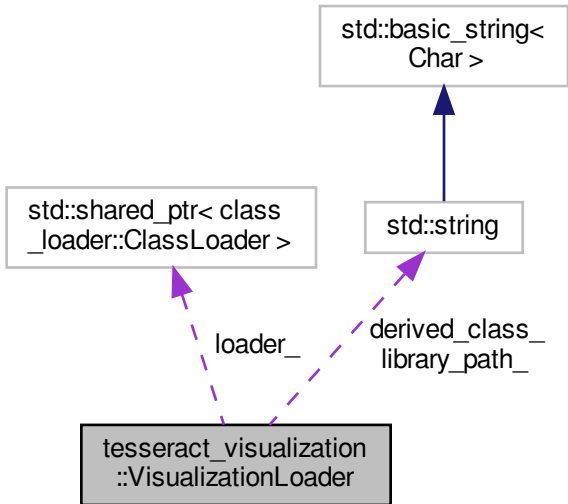 std::basic_string<
Char >
std::shared_ptr< class
_loader::ClassLoader >
std::string
loader_
derived_class_
library_path_
tesseract_visualization
::VisualizationLoader